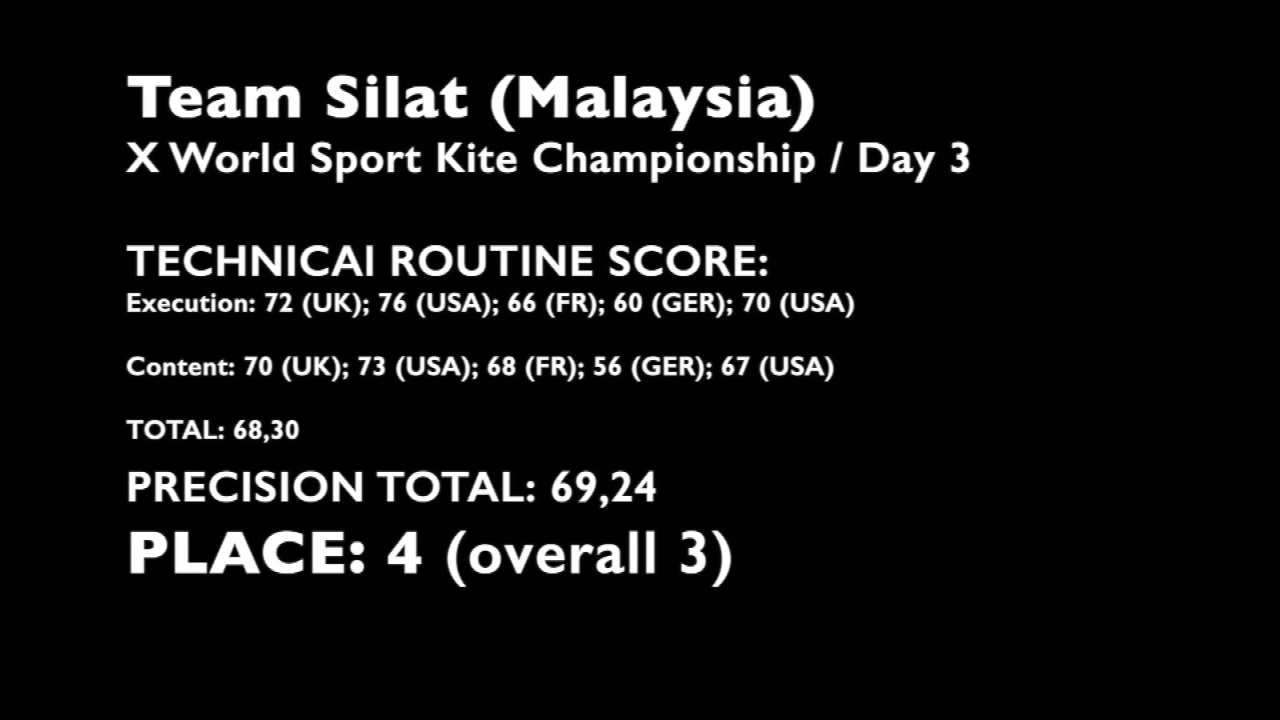 Team Silat (Malaysia)
X World Sport Kite Championship / Day 3
TECHNICAl ROUTINE SCORE:
Execution: 72 (UK); 76 (USA); 66 (FR); 60 (GER); 70 (USA)
Content: 70 (UK); 73 (USA); 68 (FR); 56 (GER); 67 (USA)
TOTAL: 68,30
PRECISION TOTAL: 69,24
PLACE: 4 (overall 3)